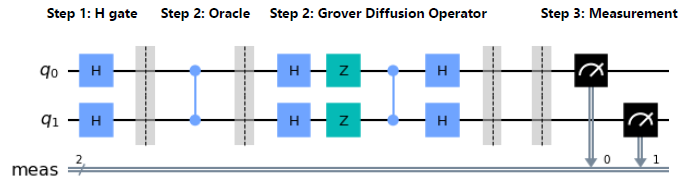 Step 1: H gate Step 2: Oracle Step 2: Grover Diffusion Operator Step 3: Measurement
q0 H H Z H
q1 H H Z H
meas 2 0 1